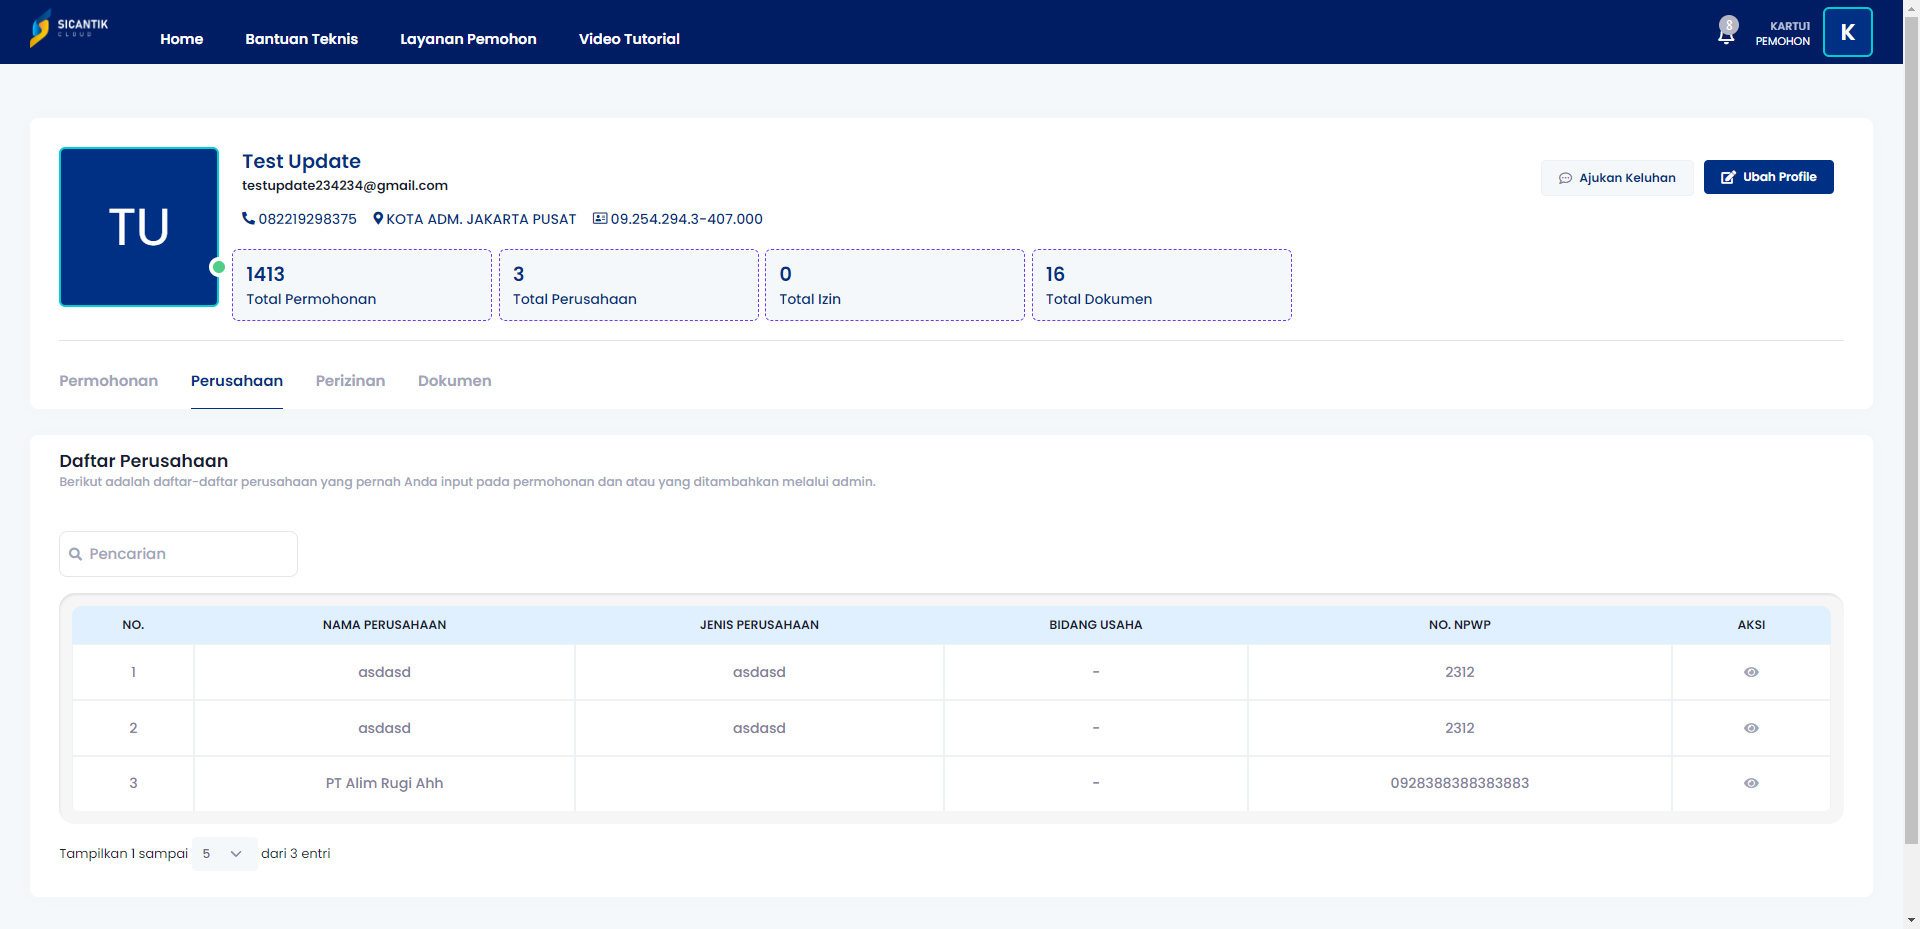 SICANTIK
CLOUD
Home
Bantuan Teknis
Layanan Pemohon
Video Tutorial
8
KARTU1
PEMOHON
K
TU
Test Update
testupdate234234@gmail.com
082219298375 KOTA ADM. JAKARTA PUSAT 09.254.294.3-407.000
Ajukan Keluhan
Ubah Profile
1413
Total Permohonan
3
Total Perusahaan
0
Total Izin
16
Total Dokumen
Permohonan
Perusahaan
Perizinan
Dokumen
Daftar Perusahaan
Berikut adalah daftar-daftar perusahaan yang pernah Anda input pada permohonan dan atau yang ditambahkan melalui admin.
Pencarian
NO. NAMA PERUSAHAAN JENIS PERUSAHAAN BIDANG USAHA NO. NPWP AKSI
1 asdasd asdasd - 2312
2 asdasd asdasd - 2312
3 PT Alim Rugi Ahh - 0928388388383883
Tampilkan 1 sampai 5 dari 3 entri